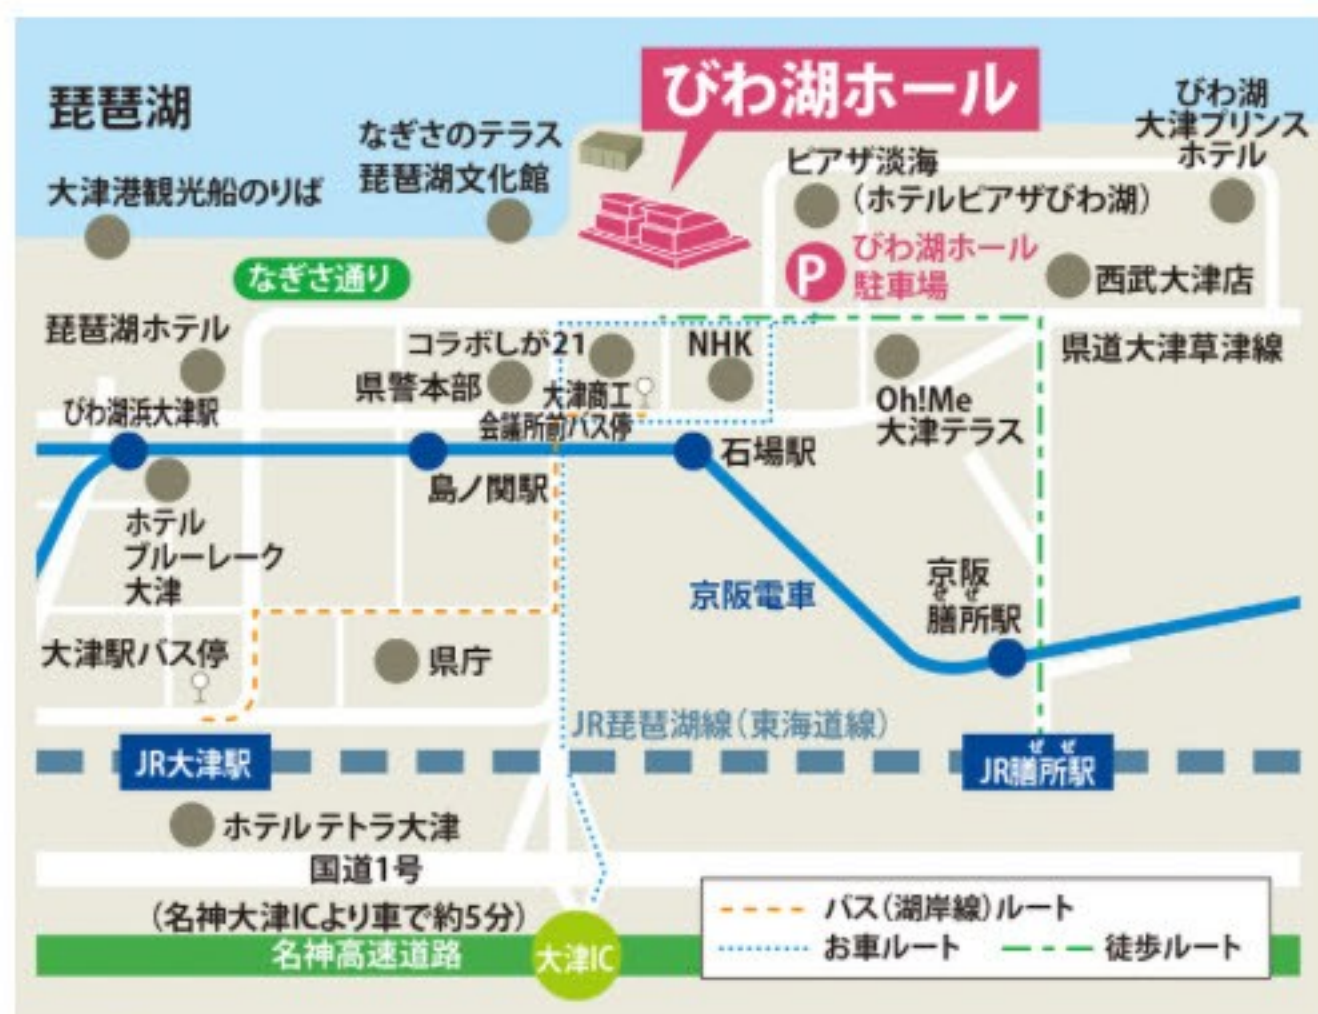 びわ湖ホール
琵琶湖
なぎさのテラス
琵琶湖文化館
びわ湖
大津プリンス
ホテル
大津港観光船のりば
ピアザ淡海
（ホテルピアザびわ湖）
P
びわ湖ホール
駐車場
西武大津店
なぎさ通り
琵琶湖ホテル
コラボしが21
NHK
県道大津草津線
県警本部
大津商工
会議所前バス停
Oh!Me
大津テラス
びわ湖浜大津駅
島ノ関駅
石場駅
ホテル
ブルーレーク
大津
京阪電車
京阪
ぜ ぜ
膳所駅
大津駅バス停
県庁
JR琵琶湖線（東海道線）
JR大津駅
ぜ ぜ
JR膳所駅
ホテル テトラ大津
国道1号
（名神大津ICより車で約5分）
名神高速道路
大津IC
バス（湖岸線）ルート
お車ルート
徒歩ルート